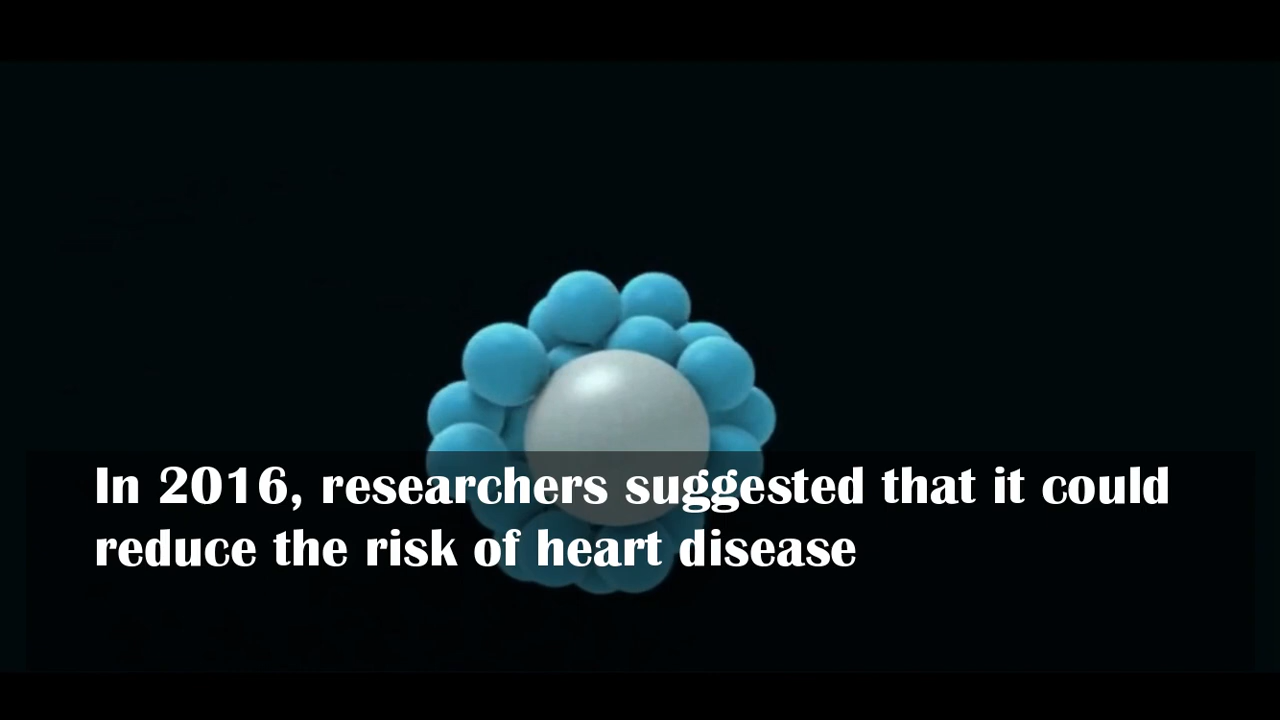 In 2016, researchers suggested that it could
reduce the risk of heart disease